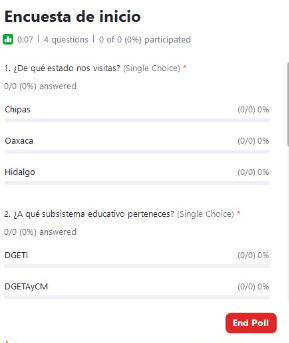 Encuesta de inicio
0:07 | 4 questions | 0 of 0 (0%) participated
1. ¿De qué estado nos visitas? (Single Choice) *
0/0 (0%) answered
Chipas (0/0) 0%
Oaxaca (0/0) 0%
Hidalgo (0/0) 0%
2. ¿A qué subsistema educativo perteneces? (Single Choice) *
0/0 (0%) answered
DGETI (0/0) 0%
DGETAyCM (0/0) 0%
End Poll